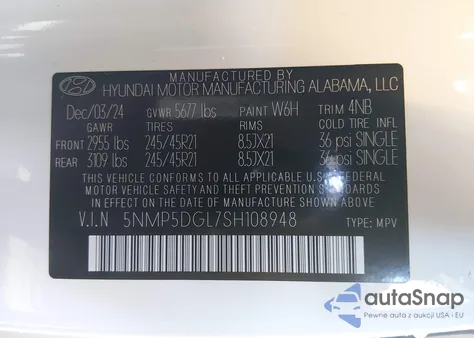 MANUFACTURED BY
HYUNDAI MOTOR MANUFACTURING ALABAMA, LLC
Dec/03/24 GVWR 5677 lbs PAINT W6H TRIM 4NB
GAWR TIRES RIMS COLD TIRE INFL
FRONT 2955 lbs 245/45R21 8.5JX21 36 psi SINGLE
REAR 3109 lbs 245/45R21 8.5JX21 36 psi SINGLE
THIS VEHICLE CONFORMS TO ALL APPLICABLE U.S.FEDERAL
MOTOR VEHICLE SAFETY AND THEFT PREVENTION STANDARDS
IN EFFECT ON THE DATE OF MANUFACTURE SHOWN ABOVE.
V.I.N 5NMP5DGL7SH108948 TYPE: MPV
autoSnap
Pewne auta z aukcji USA i EU